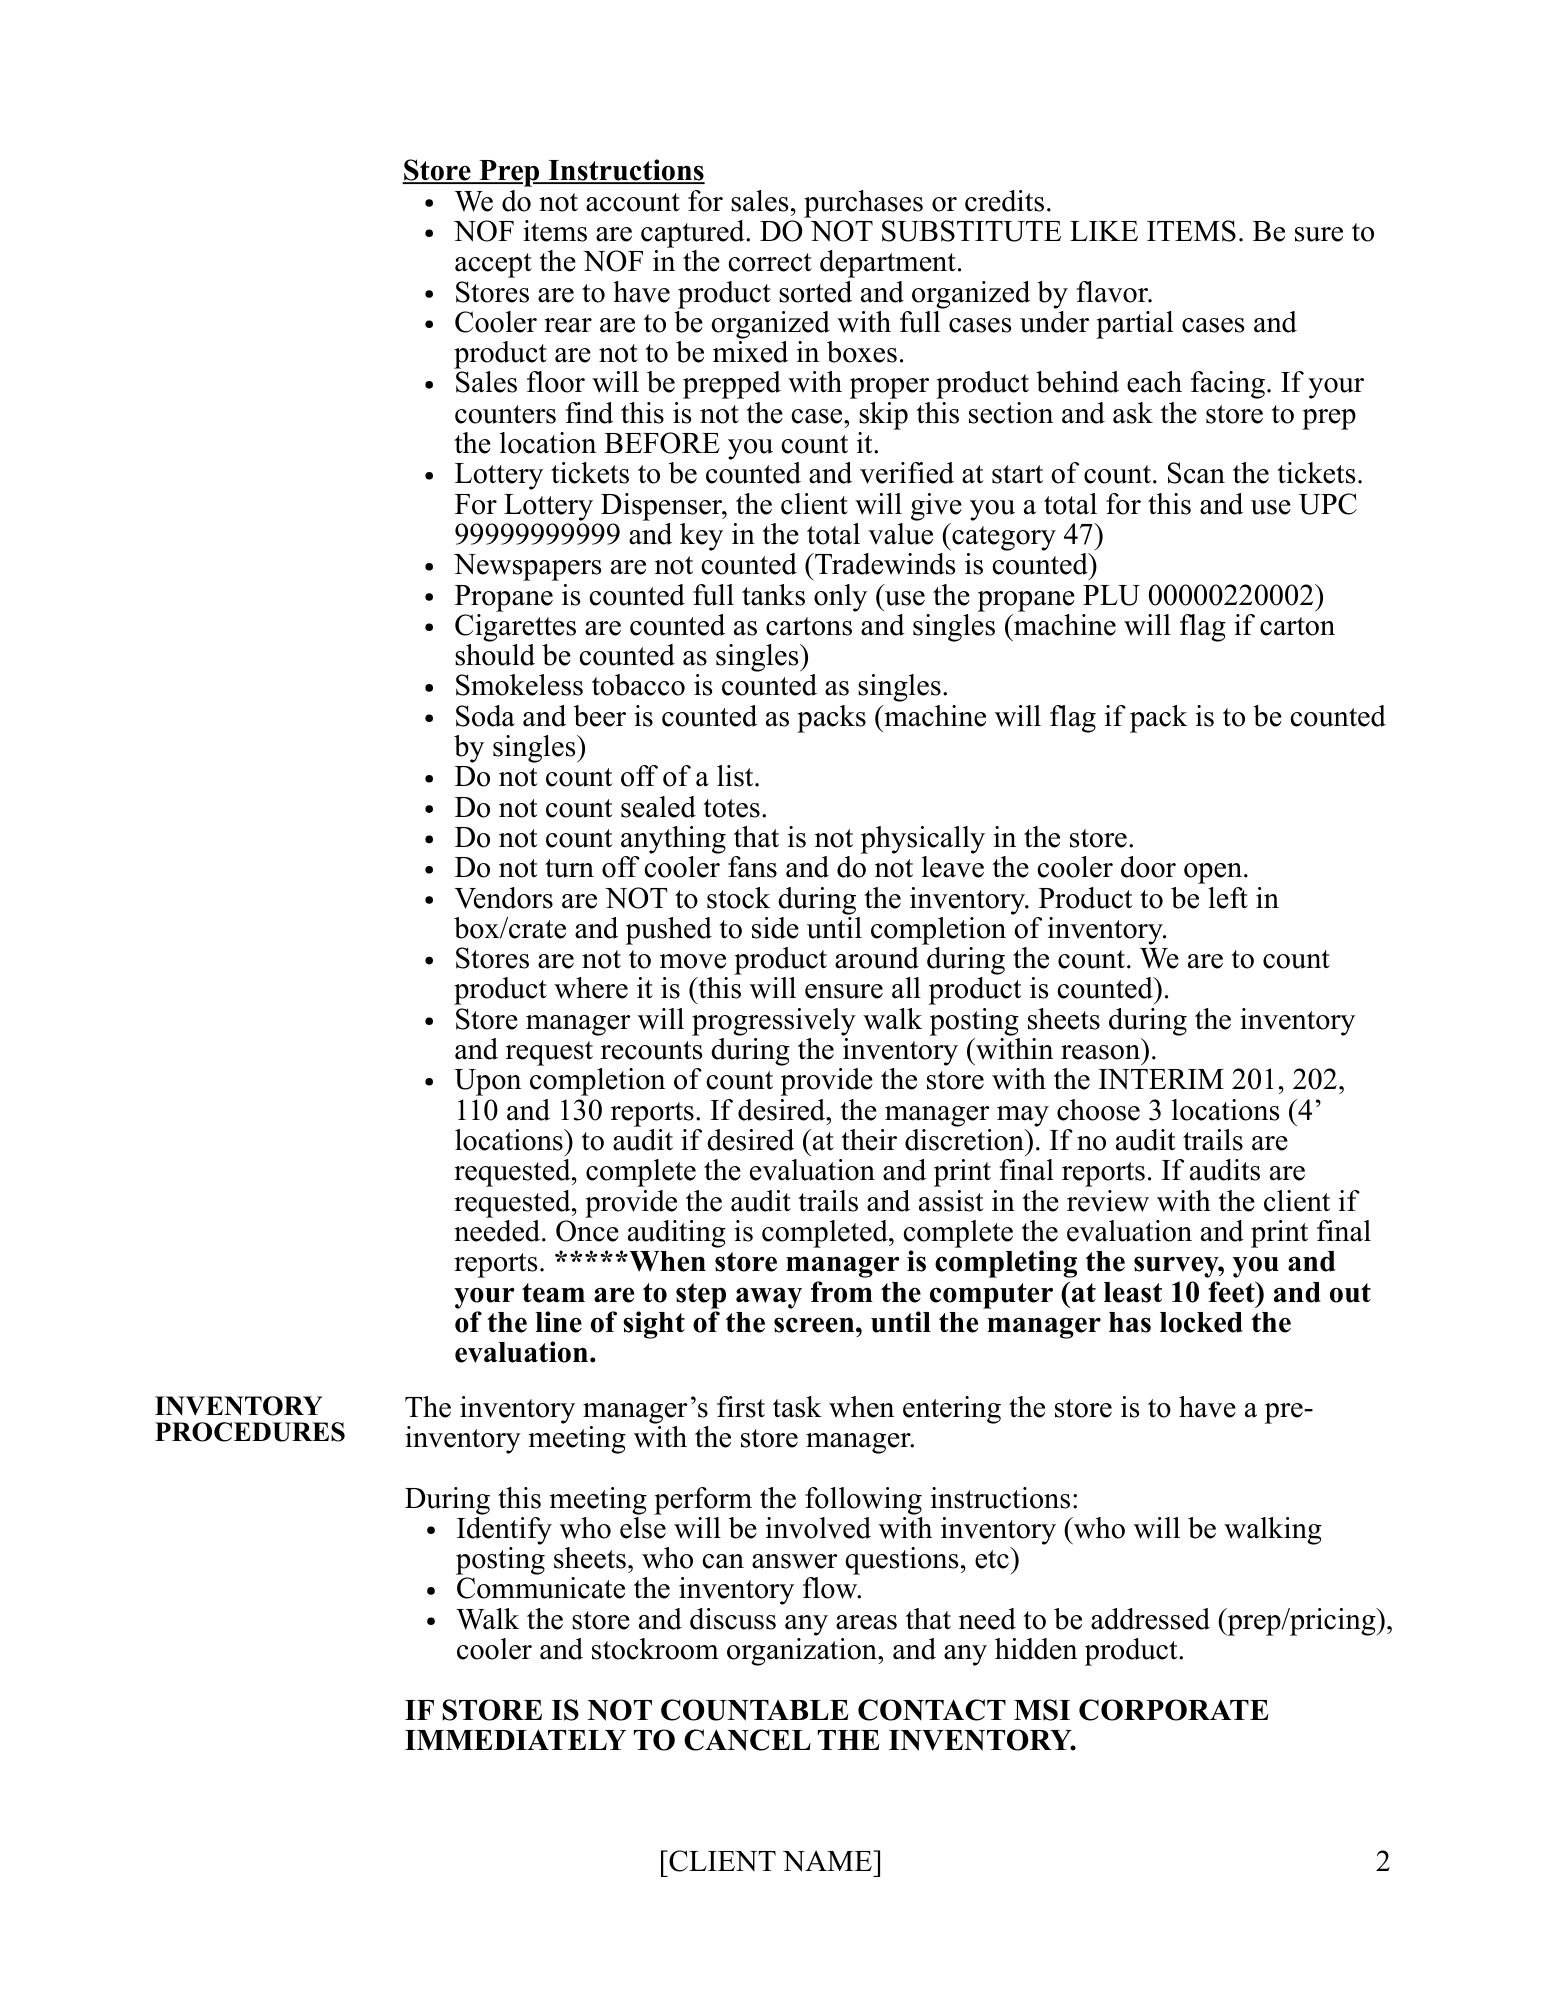 Store Prep Instructions
• We do not account for sales, purchases or credits.
• NOF items are captured. DO NOT SUBSTITUTE LIKE ITEMS. Be sure to
accept the NOF in the correct department.
• Stores are to have product sorted and organized by flavor.
• Cooler rear are to be organized with full cases under partial cases and
product are not to be mixed in boxes.
• Sales floor will be prepped with proper product behind each facing. If your
counters find this is not the case, skip this section and ask the store to prep
the location BEFORE you count it.
• Lottery tickets to be counted and verified at start of count. Scan the tickets.
For Lottery Dispenser, the client will give you a total for this and use UPC
99999999999 and key in the total value (category 47)
• Newspapers are not counted (Tradewinds is counted)
• Propane is counted full tanks only (use the propane PLU 00000220002)
• Cigarettes are counted as cartons and singles (machine will flag if carton
should be counted as singles)
• Smokeless tobacco is counted as singles.
• Soda and beer is counted as packs (machine will flag if pack is to be counted
by singles)
• Do not count off of a list.
• Do not count sealed totes.
• Do not count anything that is not physically in the store.
• Do not turn off cooler fans and do not leave the cooler door open.
• Vendors are NOT to stock during the inventory. Product to be left in
box/crate and pushed to side until completion of inventory.
• Stores are not to move product around during the count. We are to count
product where it is (this will ensure all product is counted).
• Store manager will progressively walk posting sheets during the inventory
and request recounts during the inventory (within reason).
• Upon completion of count provide the store with the INTERIM 201, 202,
110 and 130 reports. If desired, the manager may choose 3 locations (4’
locations) to audit if desired (at their discretion). If no audit trails are
requested, complete the evaluation and print final reports. If audits are
requested, provide the audit trails and assist in the review with the client if
needed. Once auditing is completed, complete the evaluation and print final
reports. *****When store manager is completing the survey, you and
your team are to step away from the computer (at least 10 feet) and out
of the line of sight of the screen, until the manager has locked the
evaluation.
INVENTORY
PROCEDURES
The inventory manager’s first task when entering the store is to have a pre-
inventory meeting with the store manager.
During this meeting perform the following instructions:
• Identify who else will be involved with inventory (who will be walking
posting sheets, who can answer questions, etc)
• Communicate the inventory flow.
• Walk the store and discuss any areas that need to be addressed (prep/pricing),
cooler and stockroom organization, and any hidden product.
IF STORE IS NOT COUNTABLE CONTACT MSI CORPORATE
IMMEDIATELY TO CANCEL THE INVENTORY.
[CLIENT NAME] 2